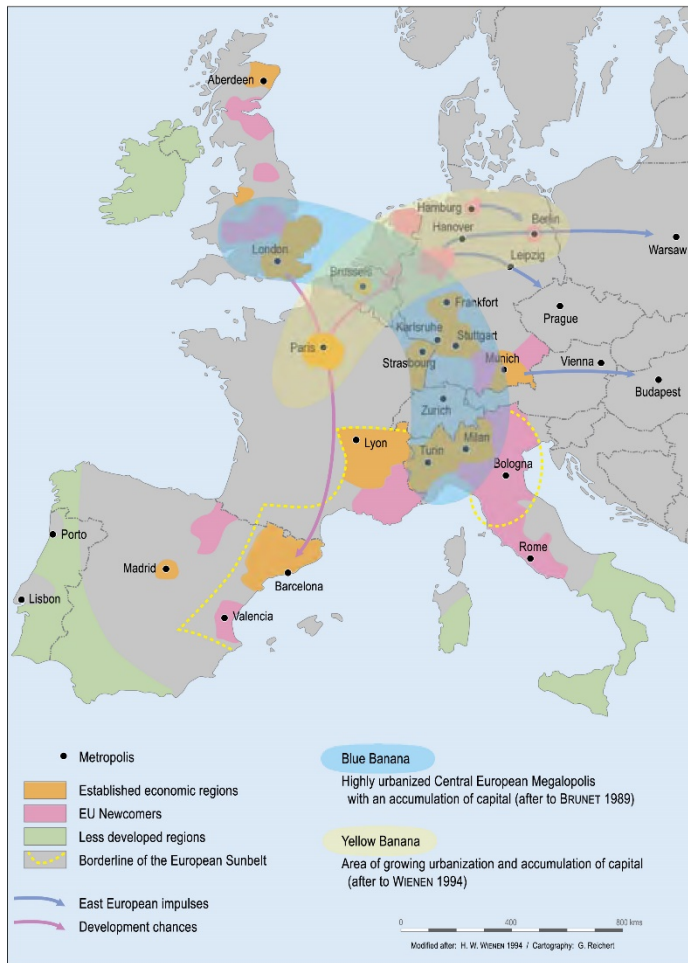 Aberdeen
Hamburg
Berlin
Hanover
London
Warsaw
Leipzig
Brussels
Prague
Frankfort
Karlsruhe
Stuttgart
Paris
Strasbourg
Munich
Vienna
Budapest
Zurich
Lyon
Milan
Turin
Bologna
Porto
Madrid
Rome
Barcelona
Lisbon
Valencia
Metropolis
Established economic regions
EU Newcomers
Less developed regions
Borderline of the European Sunbelt
East European impulses
Development chances
Blue Banana
Highly urbanized Central European Megalopolis
with an accumulation of capital (after to BRUNET 1989)
Yellow Banana
Area of growing urbanization and accumulation of capital
(after to WIENEN 1994)
0 400 800 kms
Modified after: H. W. WIENEN 1994 / Cartography: G. Reichert